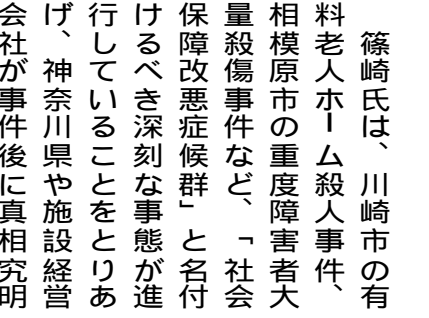 篠崎氏は、川崎市の有
料老人ホーム殺人事件、
相模原市の重度障害者大
量殺傷事件など、「社会
保障改悪症候群」と名付
けるべき深刻な事態が進
行していることをとりあ
げ、神奈川県や施設経営
会社が事件後に真相究明